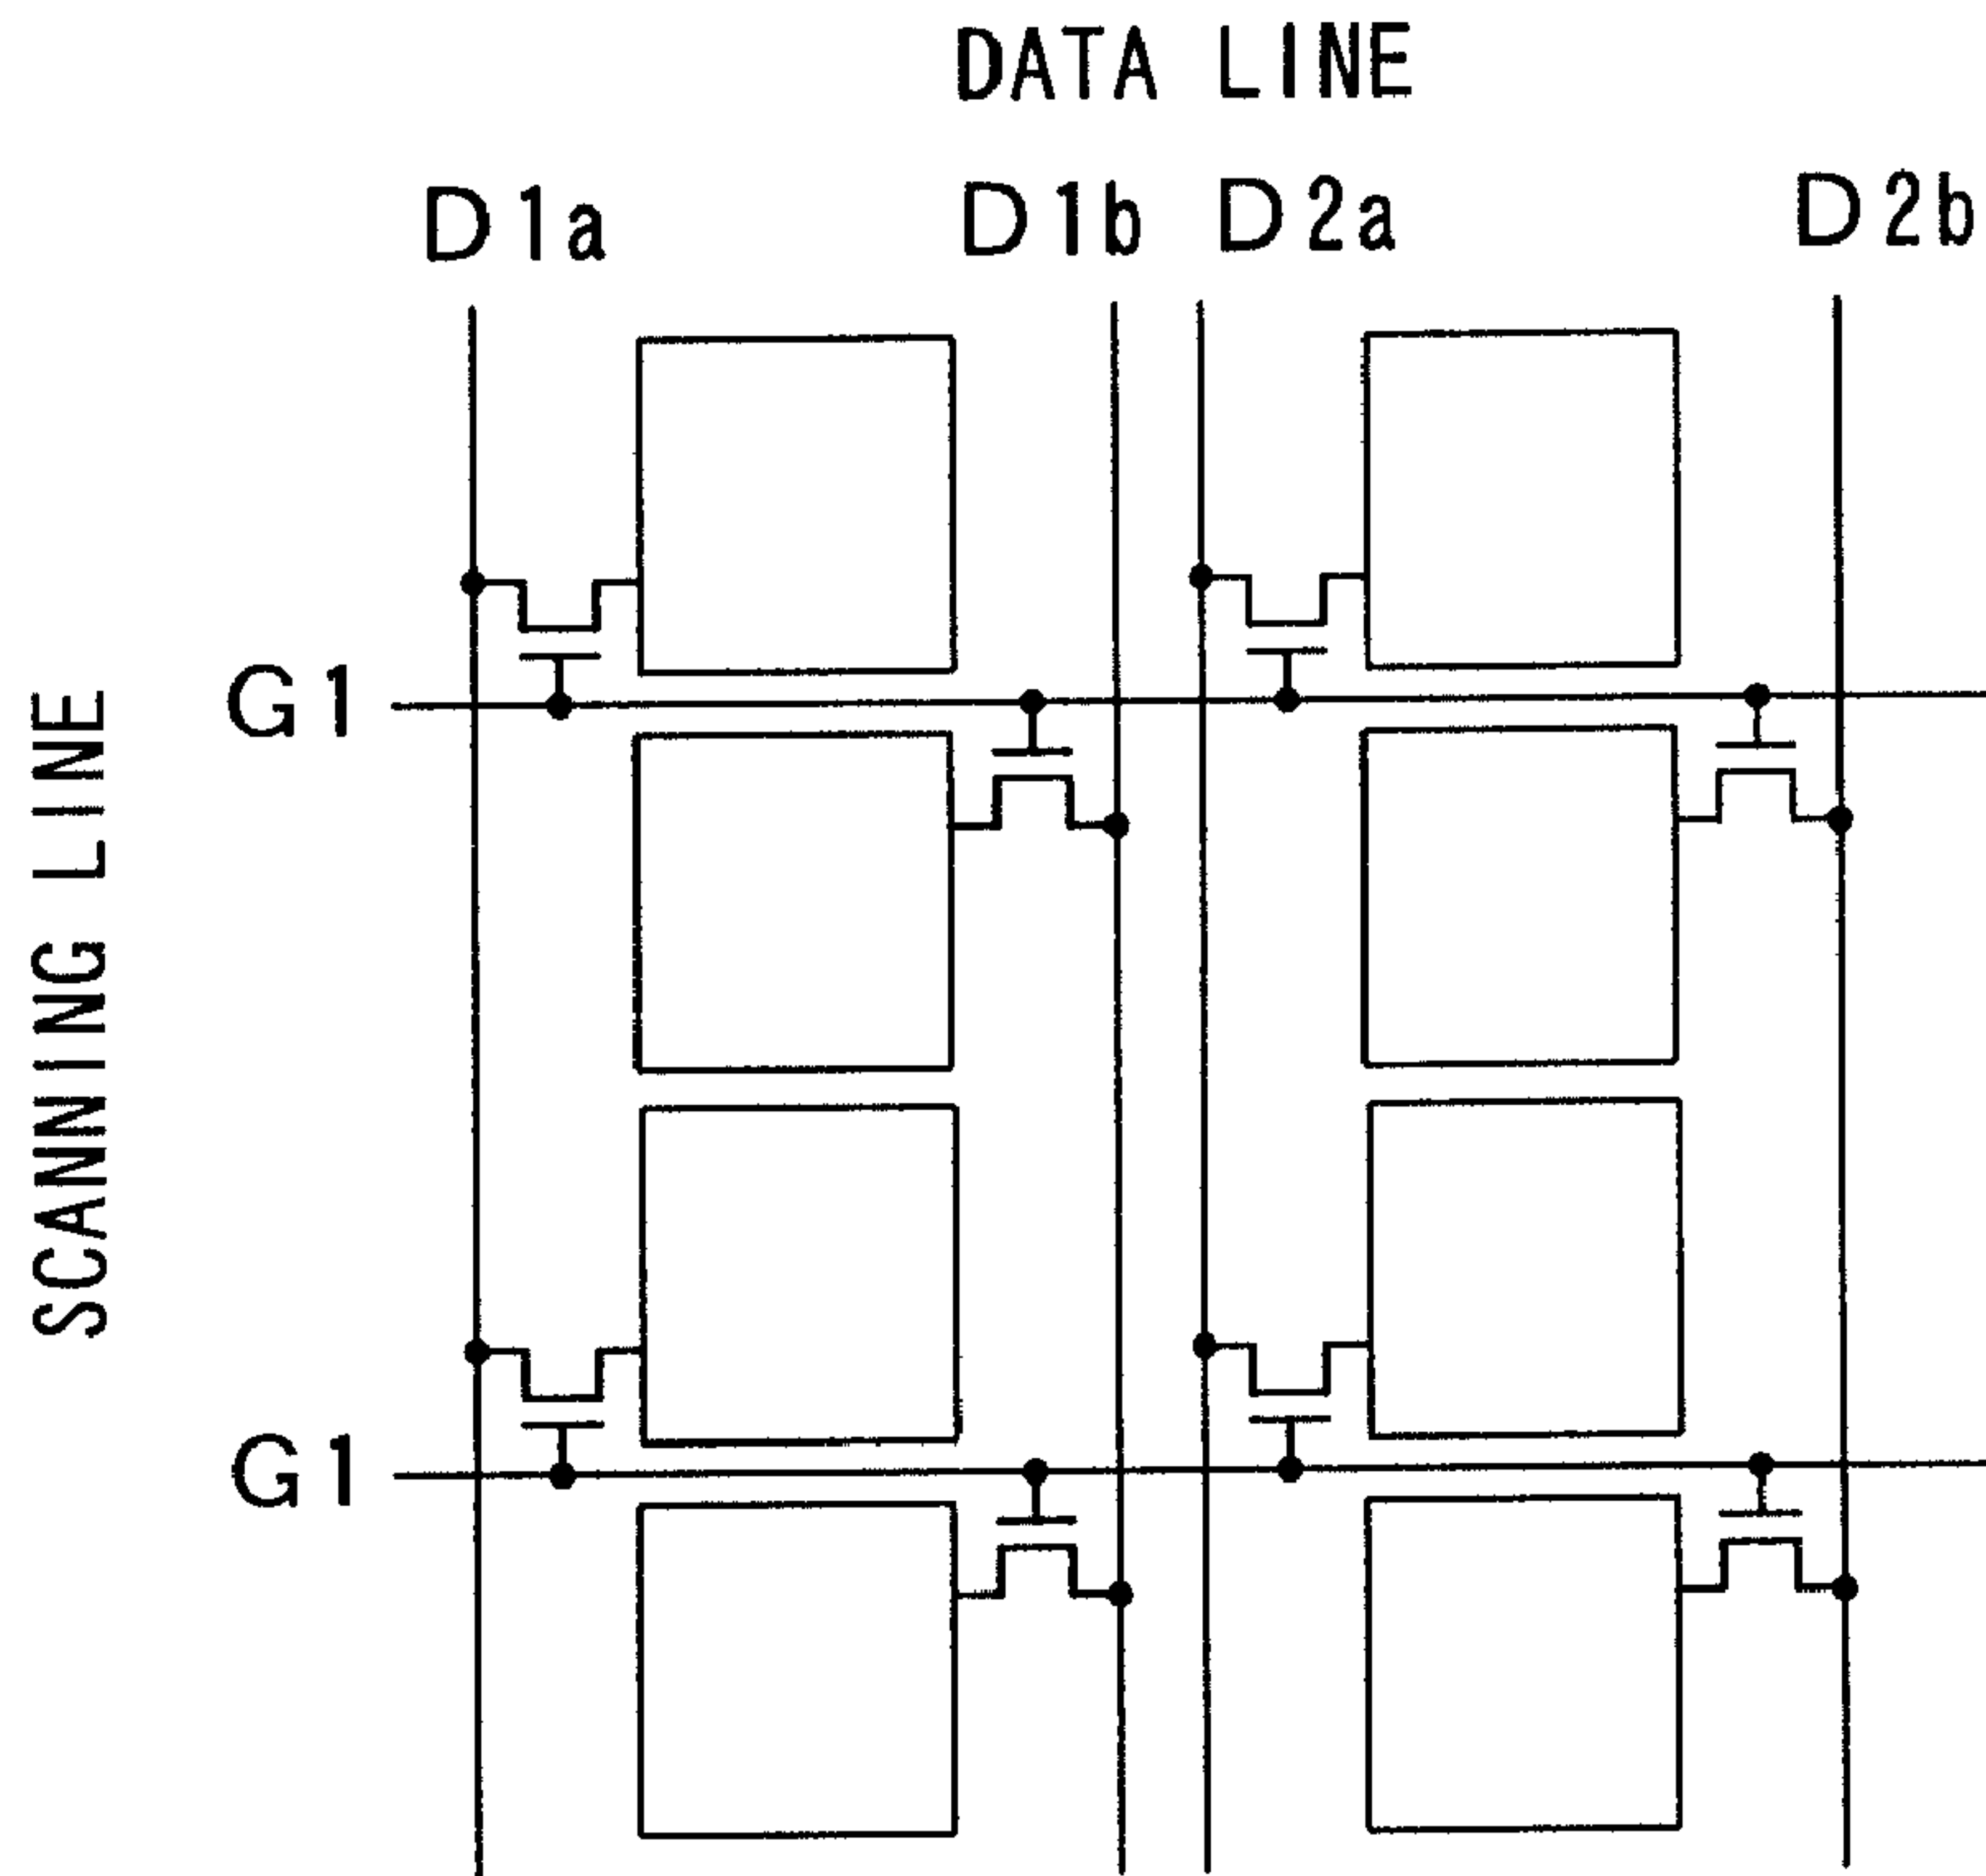 DATA LINE
D1a D1b D2a D2b
SCANNING LINE
G1
G1